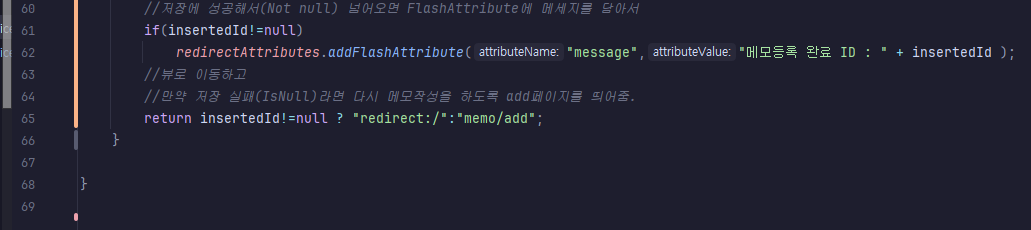 60 //저장에 성공해서(Not null) 넘어오면 FlashAttribute에 메세지를 담아서
61 if(insertedId!=null)
62 redirectAttributes.addFlashAttribute( attributeName: "message", attributeValue: "메모등록 완료 ID : " + insertedId );
63 //뷰로 이동하고
64 //만약 저장 실패(IsNull)라면 다시 메모작성을 하도록 add페이지를 띄어줌.
65 return insertedId!=null ? "redirect:/":"memo/add";
66 }
67
68 }
69